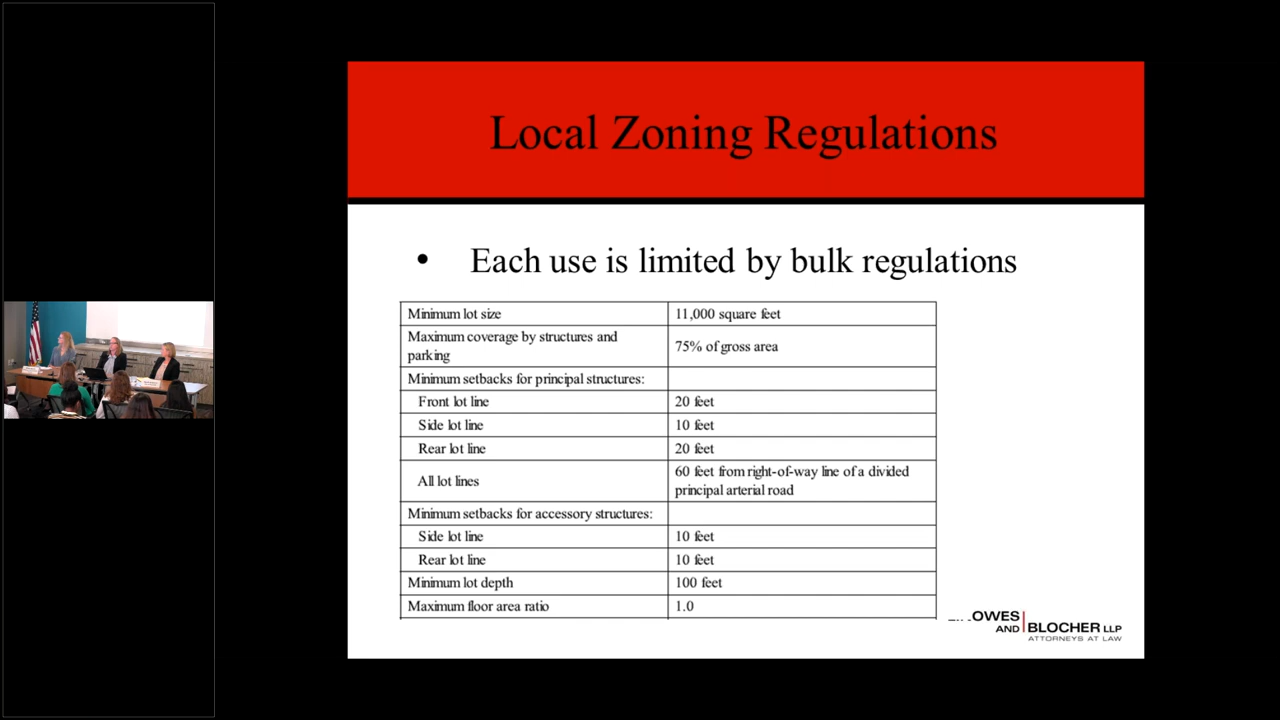 Local Zoning Regulations
• Each use is limited by bulk regulations
Minimum lot size 11,000 square feet
Maximum coverage by structures and
parking 75% of gross area
Minimum setbacks for principal structures:
Front lot line 20 feet
Side lot line 10 feet
Rear lot line 20 feet
All lot lines 60 feet from right-of-way line of a divided
principal arterial road
Minimum setbacks for accessory structures:
Side lot line 10 feet
Rear lot line 10 feet
Minimum lot depth 100 feet
Maximum floor area ratio 1.0
OWES
AND BLOCHER LLP
ATTORNEYS AT LAW